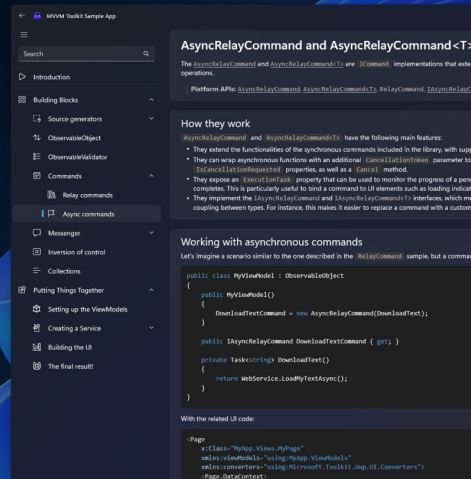 MVVM Toolkit Sample App
Search
Introduction
Building Blocks
Source generators
ObservableObject
ObservableValidator
Commands
Relay commands
Async commands
Messenger
Inversion of control
Collections
Putting Things Together
Setting up the ViewModels
Creating a Service
Building the UI
The final result!
AsyncRelayCommand and AsyncRelayCommand<T>
The AsyncRelayCommand and AsyncRelayCommand<T> are ICommand implementations that exte
operations.
Platform APIs: AsyncRelayCommand, AsyncRelayCommand<T>, RelayCommand, IAsyncRelayC
How they work
AsyncRelayCommand and AsyncRelayCommand<T> have the following main features:
• They extend the functionalities of the synchronous commands included in the library, with supp
• They can wrap asynchronous functions with an additional CancellationToken parameter to
IsCancellationRequested properties, as well as a Cancel method.
• They expose an ExecutionTask property that can be used to monitor the progress of a pen
completes. This is particularly useful to bind a command to UI elements such as loading indicat
• They implement the IAsyncRelayCommand and IAsyncRelayCommand<T> interfaces, which me
coupling between types. For instance, this makes it easier to replace a command with a custom
Working with asynchronous commands
Let's imagine a scenario similar to the one described in the RelayCommand sample, but a comma
public class MyViewModel : ObservableObject
{
public MyViewModel()
{
DownloadTextCommand = new AsyncRelayCommand(DownloadText);
}
public IAsyncRelayCommand DownloadTextCommand { get; }
private Task<string> DownloadText()
{
return WebService.LoadMyTextAsync();
}
}
With the related UI code:
<Page
x:Class="MyApp.Views.MyPage"
xmlns:viewModels="using:MyApp.ViewModels"
xmlns:converters="using:Microsoft.Toolkit.Uwp.UI.Converters">
<Page.DataContext>